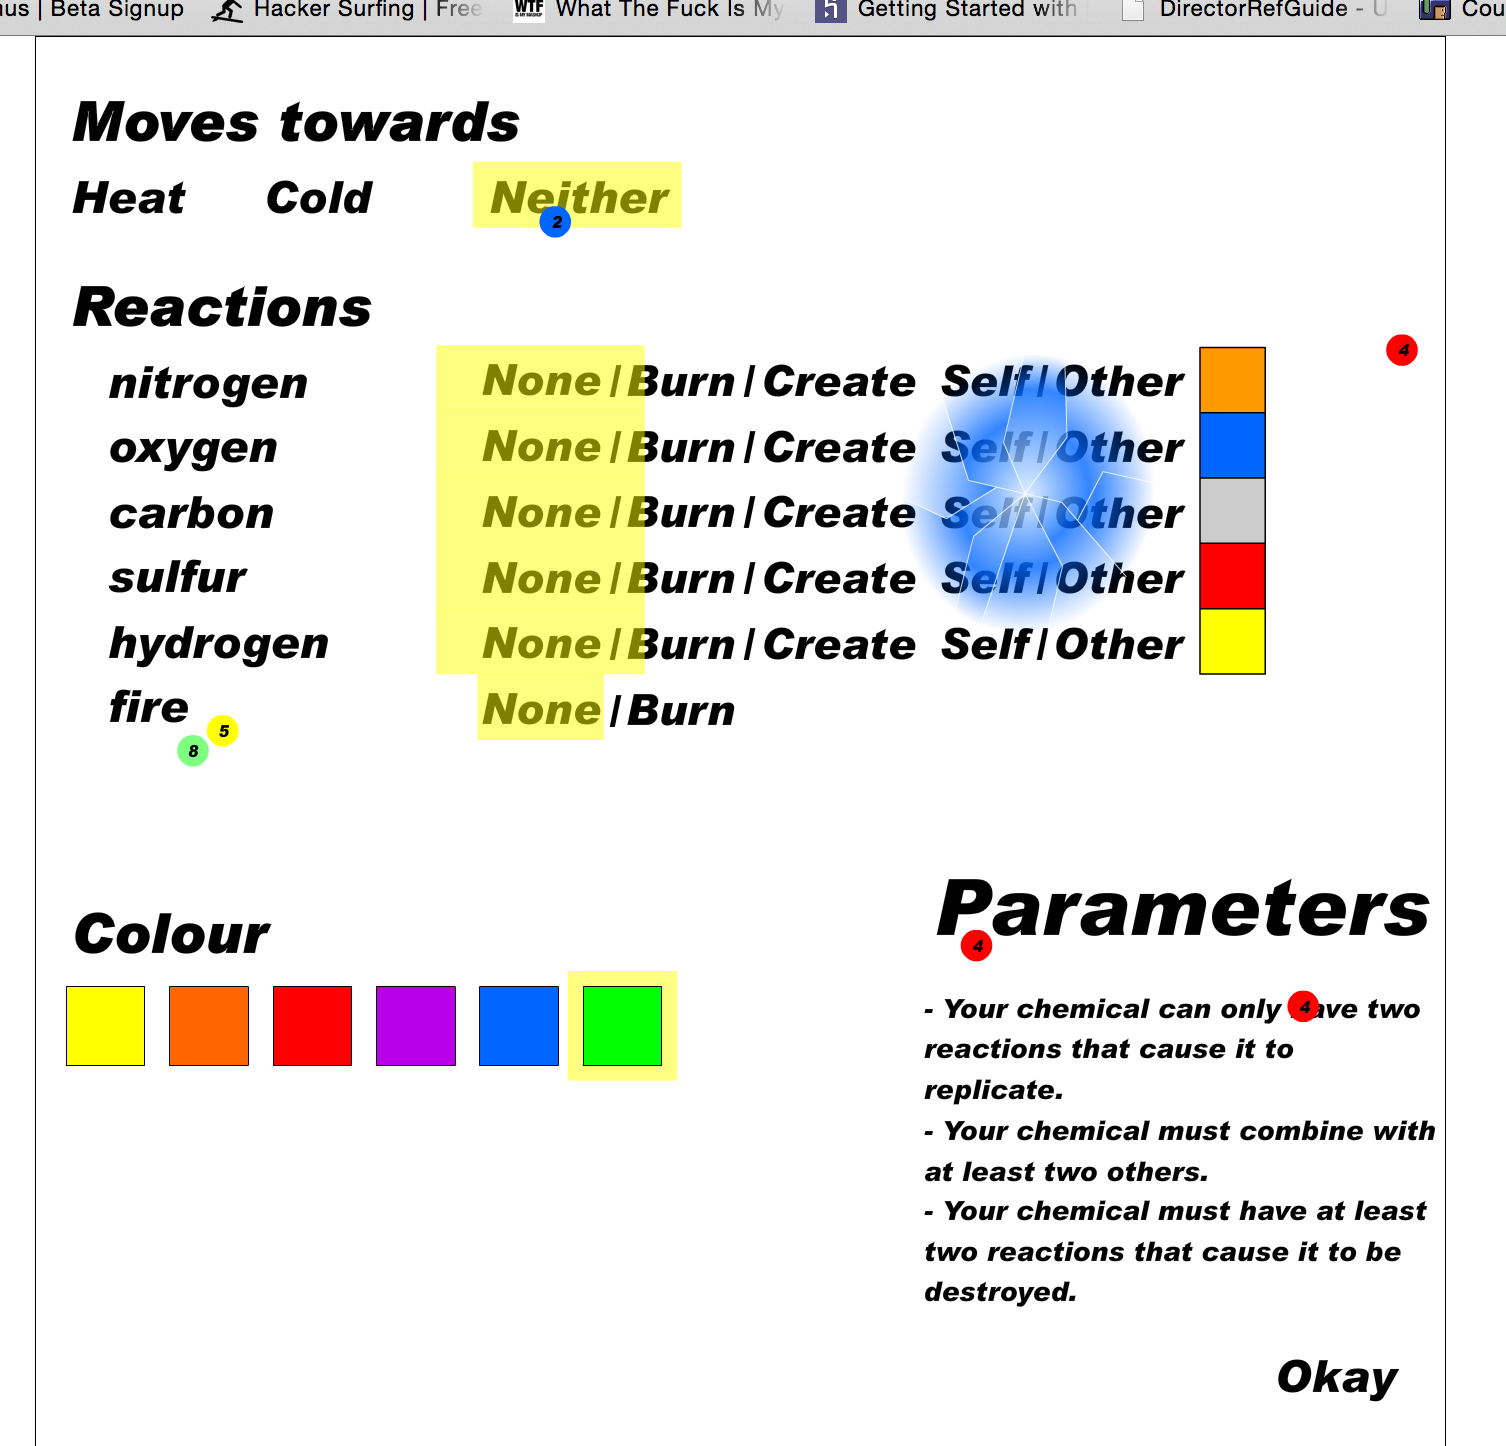 us | Beta Signup Hacker Surfing | Free WTF IS MY MASHUP What The Fuck Is My Getting Started with DirectorRefGuide - U Cou
Moves towards
Heat Cold Neither
2
Reactions
4
nitrogen None / Burn / Create Self / Other
oxygen None / Burn / Create Self / Other
carbon None / Burn / Create Self / Other
sulfur None / Burn / Create Self / Other
hydrogen None / Burn / Create Self / Other
fire None / Burn
5
8
Colour
Parameters
4
- Your chemical can only 4 ave two
reactions that cause it to
replicate.
- Your chemical must combine with
at least two others.
- Your chemical must have at least
two reactions that cause it to be
destroyed.
Okay